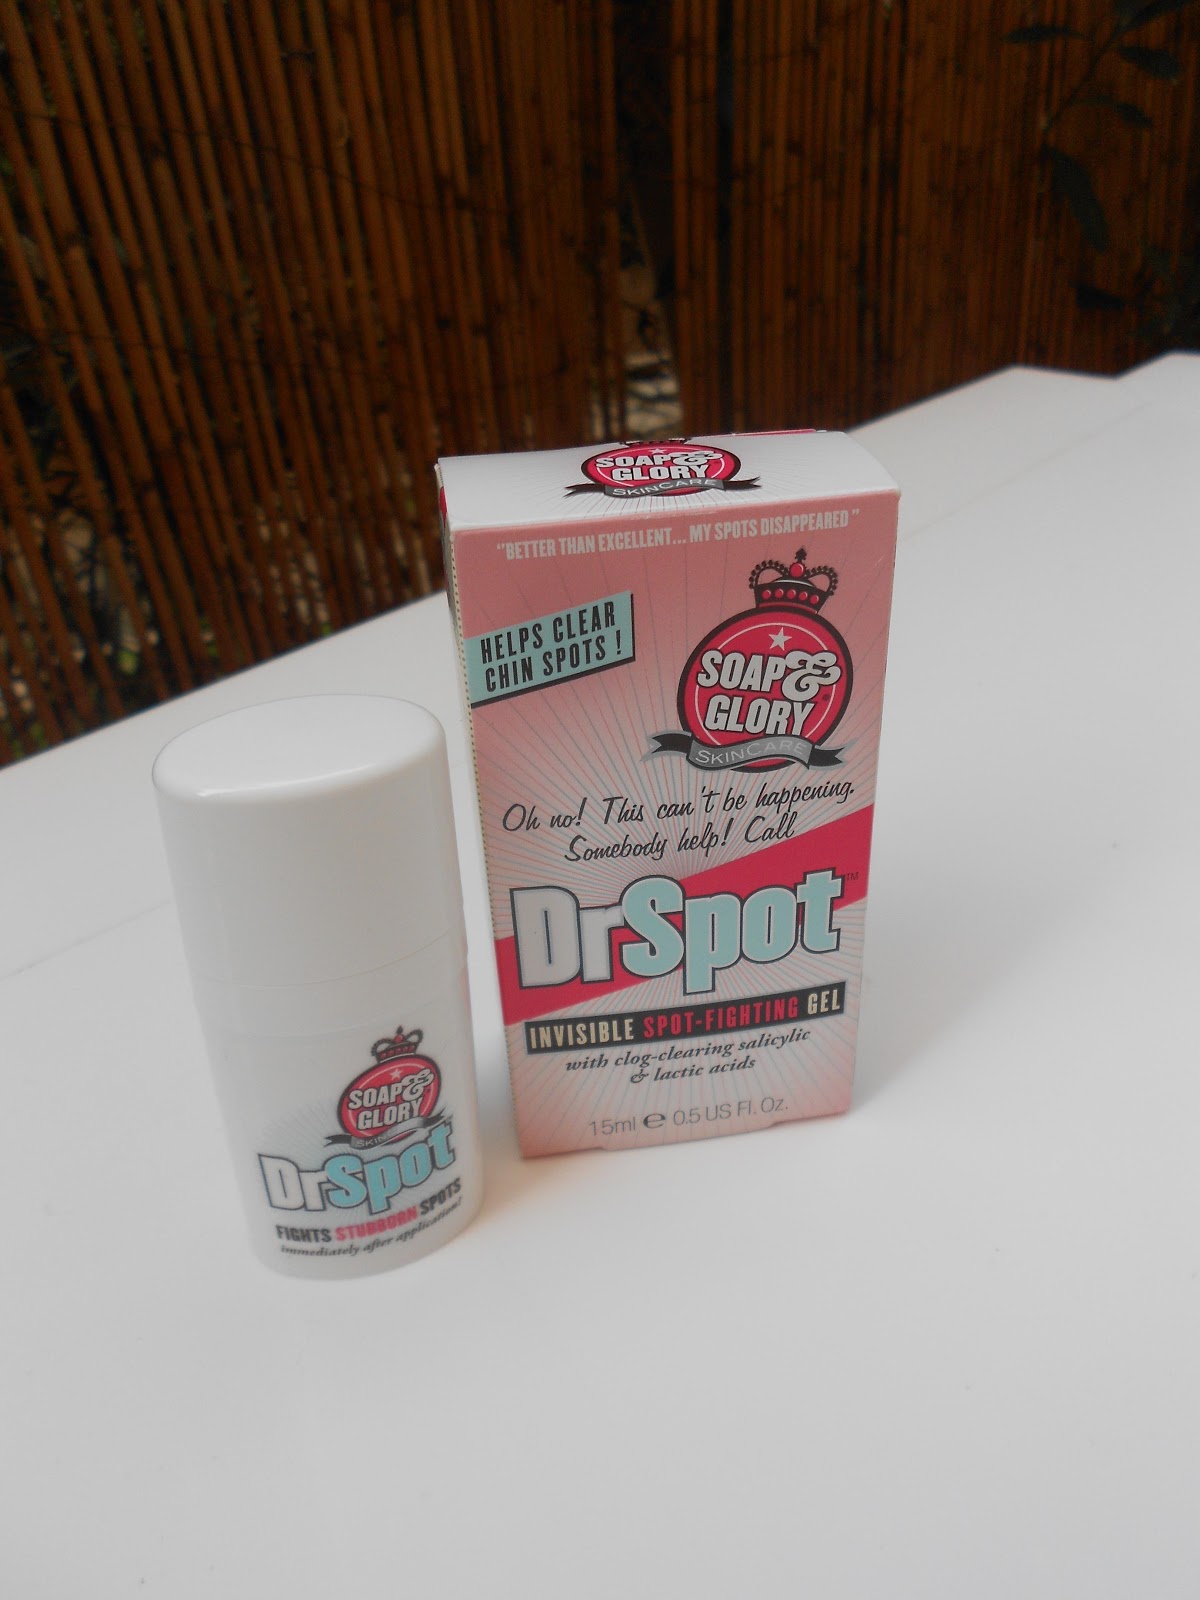 SOAP &
GLORY
SKINCARE
"BETTER THAN EXCELLENT... MY SPOTS DISAPPEARED"
HELPS CLEAR
CHIN SPOTS!
SOAP &
GLORY
SKINCARE
Oh no! This can't be happening.
Somebody help! Call
DrSpot™
INVISIBLE SPOT-FIGHTING GEL
with clog-clearing salicylic
& lactic acids
15ml e 0.5 US Fl. Oz.
SOAP &
GLORY
SKINCARE
DrSpot
FIGHTS STUBBORN SPOTS
immediately after application!